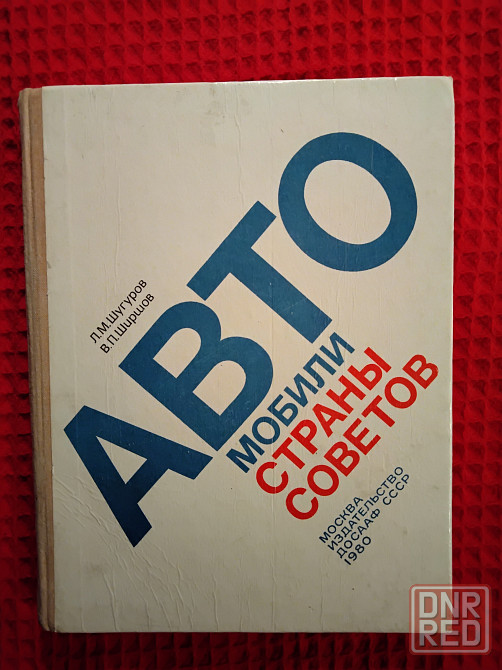 Л.М.Шугуров
В.П.Ширшов
АВТО
МОБИЛИ
СТРАНЫ
СОВЕТОВ
МОСКВА
ИЗДАТЕЛЬСТВО
ДОСААФ СССР
1980
DNR
RED